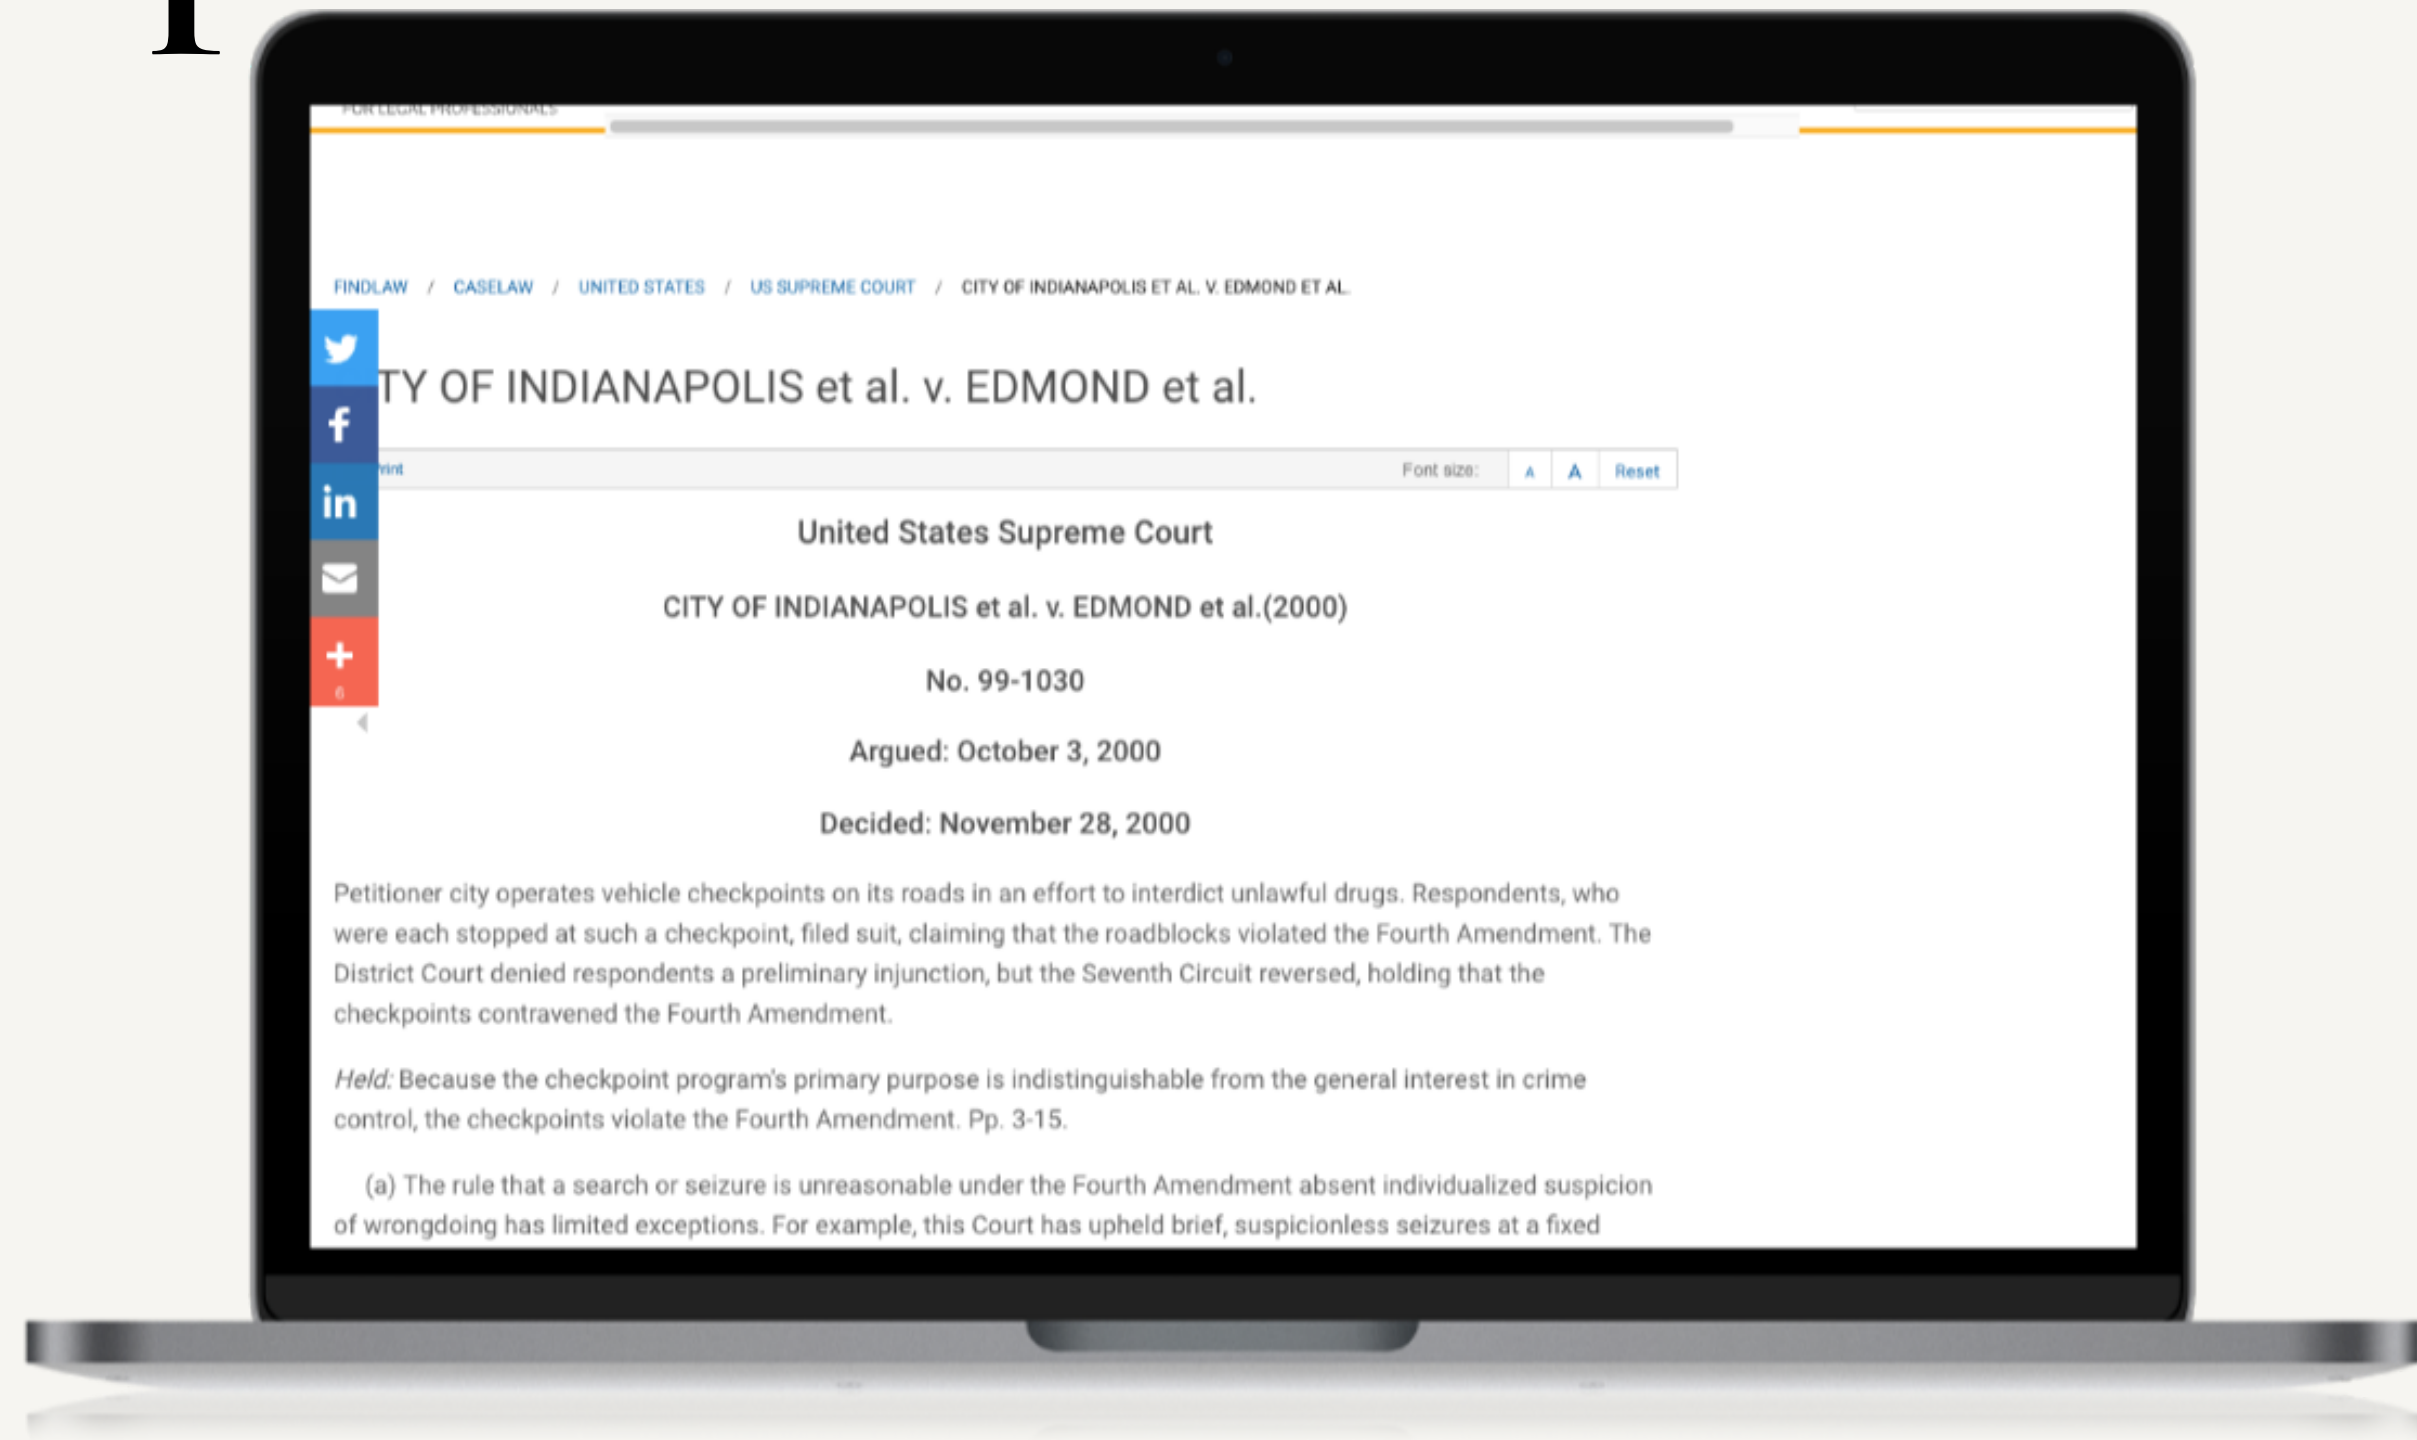 FOR LEGAL PROFESSIONALS
FINDLAW / CASELAW / UNITED STATES / US SUPREME COURT / CITY OF INDIANAPOLIS ET AL. V. EDMOND ET AL.
TY OF INDIANAPOLIS et al. v. EDMOND et al.
rint Font size: A A Reset
United States Supreme Court
CITY OF INDIANAPOLIS et al. v. EDMOND et al.(2000)
No. 99-1030
Argued: October 3, 2000
Decided: November 28, 2000
6
Petitioner city operates vehicle checkpoints on its roads in an effort to interdict unlawful drugs. Respondents, who
were each stopped at such a checkpoint, filed suit, claiming that the roadblocks violated the Fourth Amendment. The
District Court denied respondents a preliminary injunction, but the Seventh Circuit reversed, holding that the
checkpoints contravened the Fourth Amendment.
Held: Because the checkpoint program's primary purpose is indistinguishable from the general interest in crime
control, the checkpoints violate the Fourth Amendment. Pp. 3-15.
(a) The rule that a search or seizure is unreasonable under the Fourth Amendment absent individualized suspicion
of wrongdoing has limited exceptions. For example, this Court has upheld brief, suspicionless seizures at a fixed